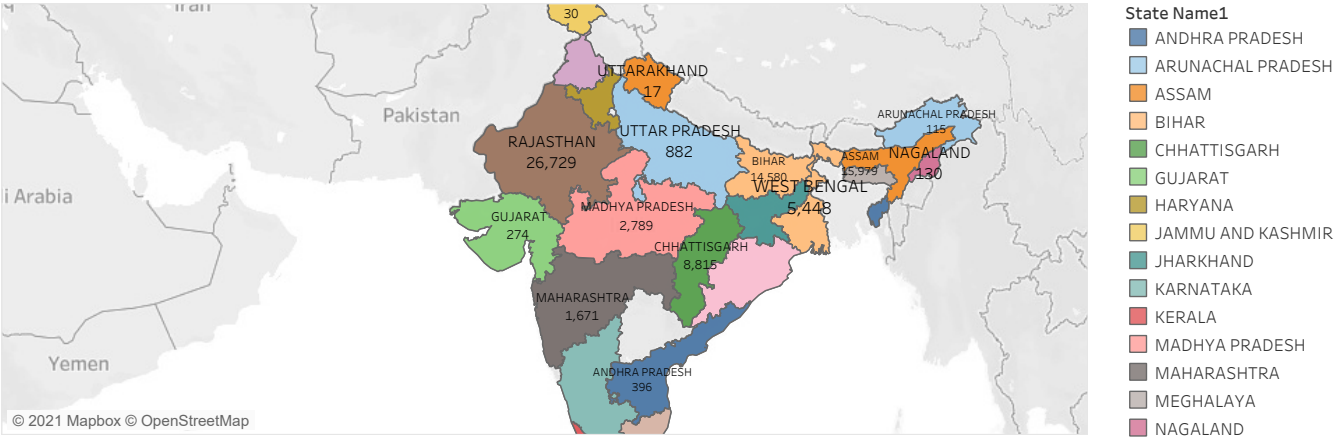 Iran
30
UTTARAKHAND
17
Pakistan
ARUNACHAL PRADESH
115
UTTAR PRADESH
882
RAJASTHAN
26,729
NAGALAND
130
ASSAM
15,979
BIHAR
14,580
WEST BENGAL
5,448
i Arabia
MADHYA PRADESH
2,789
GUJARAT
274
CHHATTISGARH
8,815
MAHARASHTRA
1,671
Yemen
ANDHRA PRADESH
396
© 2021 Mapbox © OpenStreetMap
State Name1
ANDHRA PRADESH
ARUNACHAL PRADESH
ASSAM
BIHAR
CHHATTISGARH
GUJARAT
HARYANA
JAMMU AND KASHMIR
JHARKHAND
KARNATAKA
KERALA
MADHYA PRADESH
MAHARASHTRA
MEGHALAYA
NAGALAND